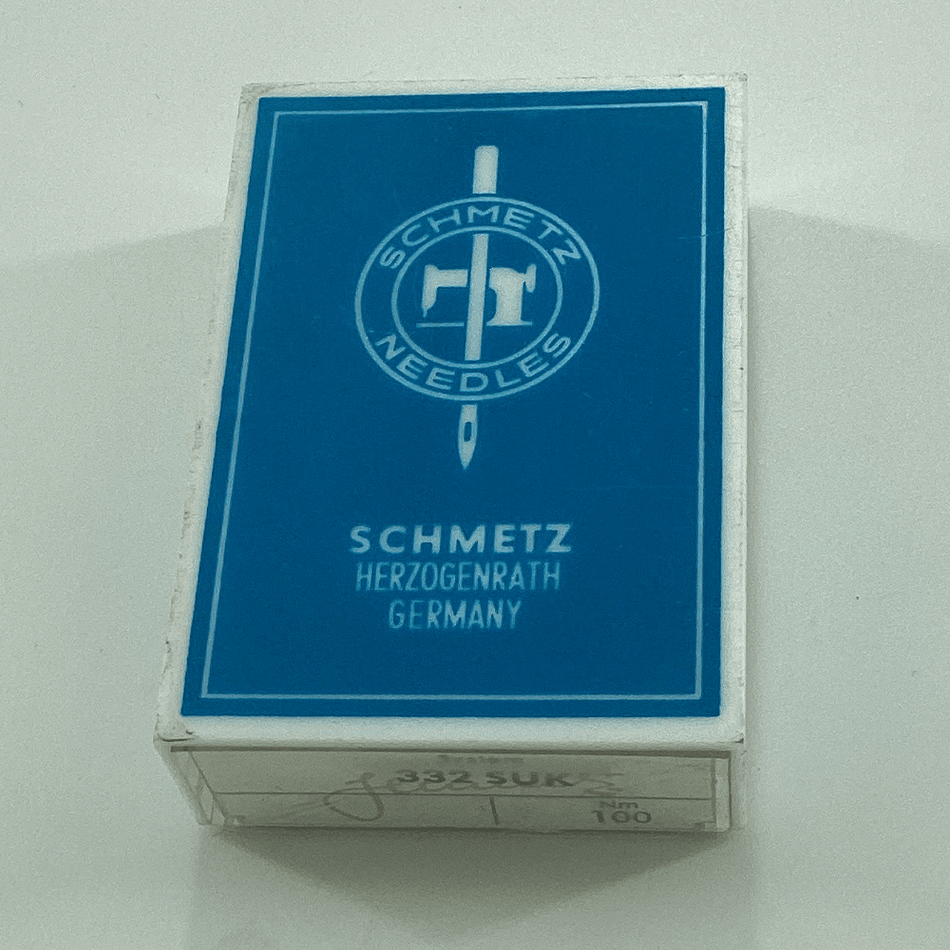 SCHMETZ
NEEDLES
SCHMETZ
HERZOGENRATH
GERMANY
332 SUK
Nm
100